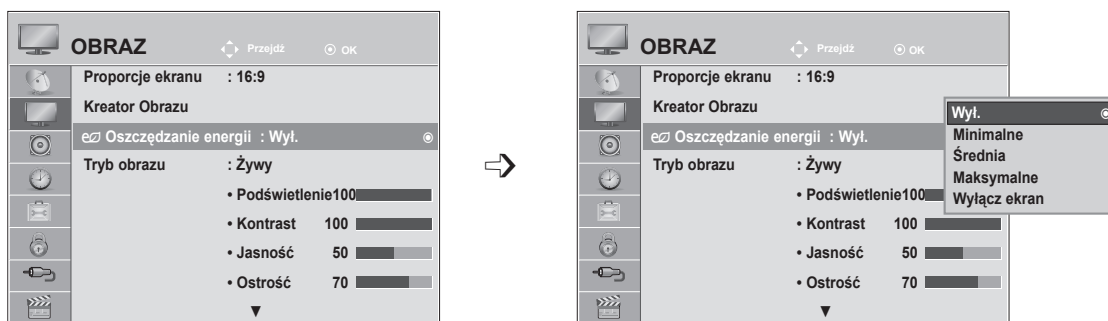 OBRAZ Przejdź OK
Proporcje ekranu : 16:9
Kreator Obrazu
Oszczędzanie energii : Wył.
Tryb obrazu : Żywy
• Podświetlenie100
• Kontrast 100
• Jasność 50
• Ostrość 70
OBRAZ Przejdź OK
Proporcje ekranu : 16:9
Kreator Obrazu
Oszczędzanie energii : Wył.
Tryb obrazu : Żywy
• Podświetlenie100
• Kontrast 100
• Jasność 50
• Ostrość 70
Wył.
Minimalne
Średnia
Maksymalne
Wyłącz ekran